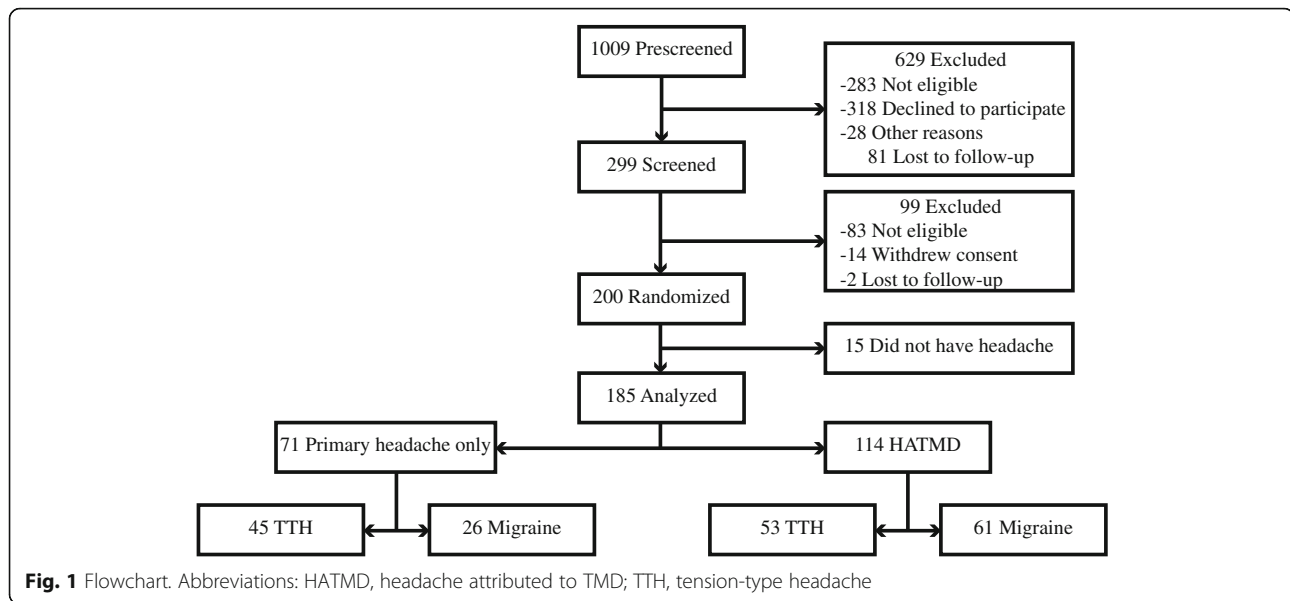 1009 Prescreened
629 Excluded
-283 Not eligible
-318 Declined to participate
-28 Other reasons
81 Lost to follow-up
299 Screened
99 Excluded
-83 Not eligible
-14 Withdrew consent
-2 Lost to follow-up
200 Randomized
15 Did not have headache
185 Analyzed
71 Primary headache only
114 HATMD
45 TTH
26 Migraine
53 TTH
61 Migraine
Fig. 1 Flowchart. Abbreviations: HATMD, headache attributed to TMD; TTH, tension-type headache